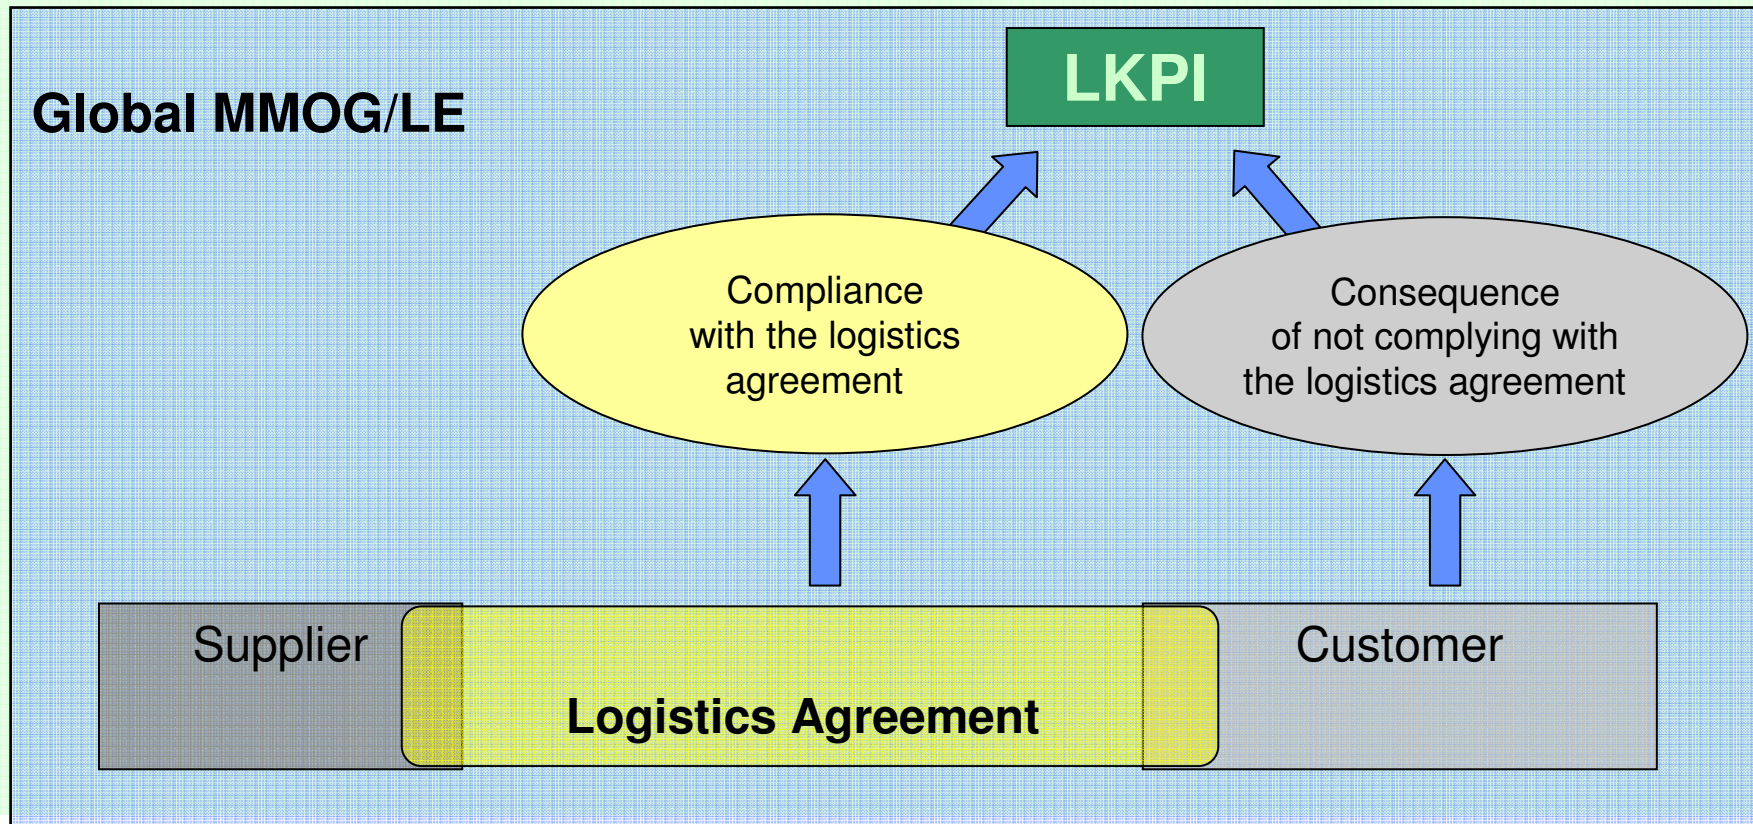 LKPI
Global MMOG/LE
Compliance
with the logistics
agreement
Consequence
of not complying with
the logistics agreement
Supplier
Customer
Logistics Agreement